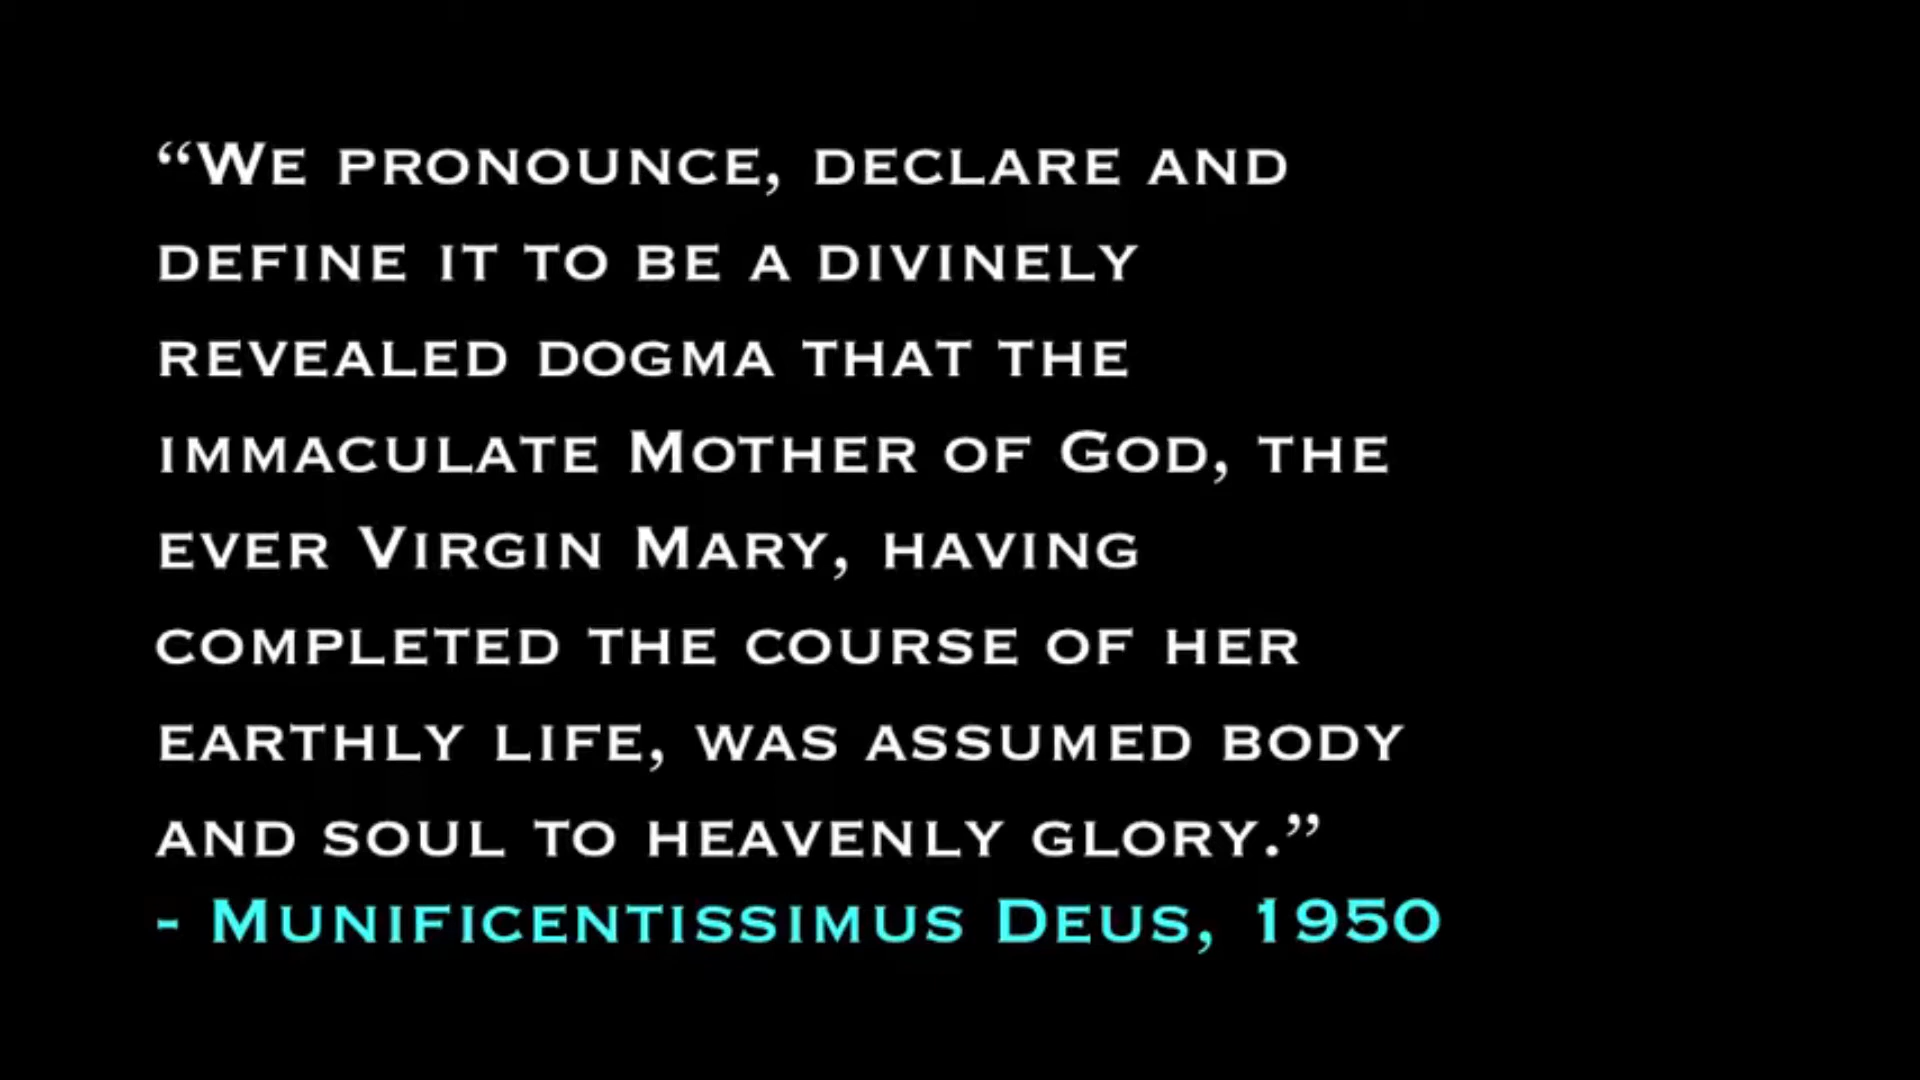 “We pronounce, declare and
define it to be a divinely
revealed dogma that the
immaculate Mother of God, the
ever Virgin Mary, having
completed the course of her
earthly life, was assumed body
and soul to heavenly glory.”
- Munificentissimus Deus, 1950